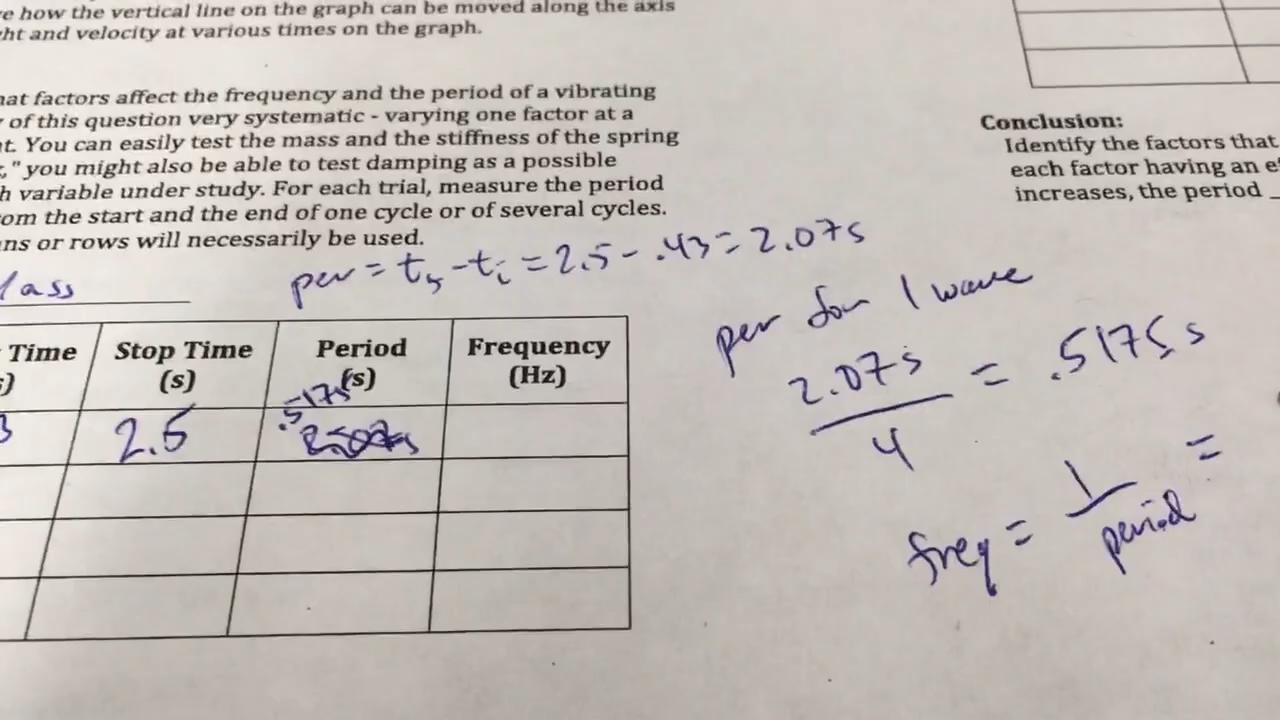 e how the vertical line on the graph can be moved along the axis
ht and velocity at various times on the graph.
hat factors affect the frequency and the period of a vibrating
of this question very systematic - varying one factor at a
t. You can easily test the mass and the stiffness of the spring
," you might also be able to test damping as a possible
h variable under study. For each trial, measure the period
om the start and the end of one cycle or of several cycles.
ns or rows will necessarily be used.
per = t5 - ti = 2.5 - .43 = 2.07s
lass
Time Stop Time Period Frequency
(s) (s) (Hz)
.5175
3 2.5
per for 1 wave
2.07s = .5175 s
4
freq = 1 =
period
Conclusion:
Identify the factors that
each factor having an e
increases, the period _